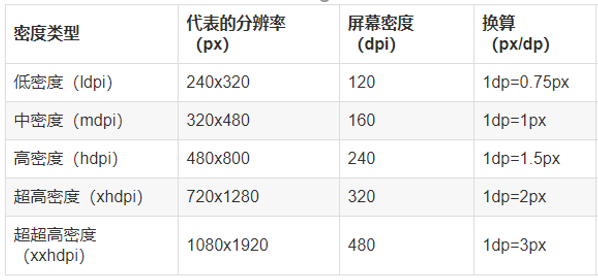 密度类型 代表的分辨率（px） 屏幕密度（dpi） 换算（px/dp）
低密度（ldpi） 240x320 120 1dp=0.75px
中密度（mdpi） 320x480 160 1dp=1px
高密度（hdpi） 480x800 240 1dp=1.5px
超高密度（xhdpi） 720x1280 320 1dp=2px
超超高密度（xxhdpi） 1080x1920 480 1dp=3px